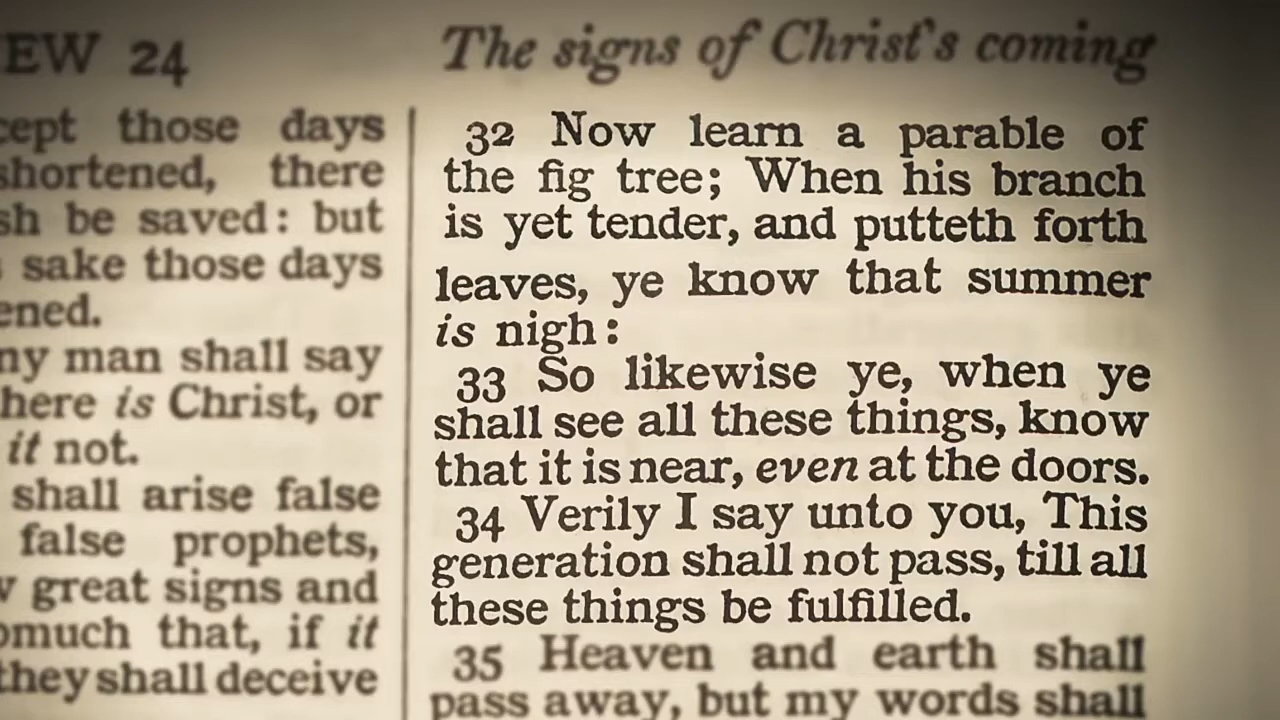 EW 24
The signs of Christ's coming
cept those days
shortened, there
sh be saved: but
sake those days
ened.
ny man shall say
here is Christ, or
it not.
shall arise false
false prophets,
w great signs and
omuch that, if it
they shall deceive
32 Now learn a parable of
the fig tree; When his branch
is yet tender, and putteth forth
leaves, ye know that summer
is nigh:
33 So likewise ye, when ye
shall see all these things, know
that it is near, even at the doors.
34 Verily I say unto you, This
generation shall not pass, till all
these things be fulfilled.
35 Heaven and earth shall
pass away, but my words shall